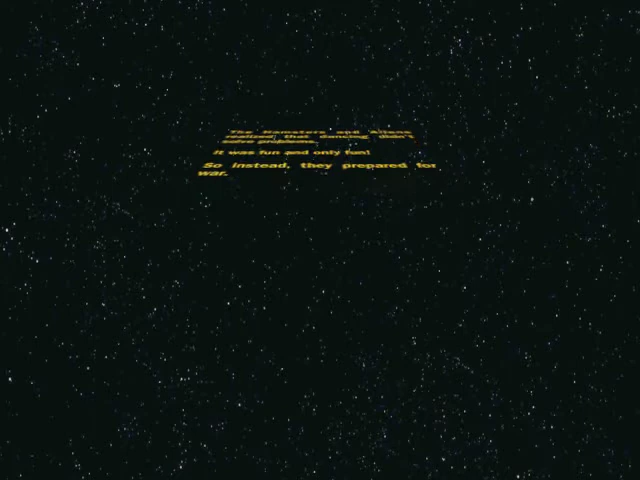 The Hamsters and Aliens
realized that dancing didn't
solve problems.
It was fun and only fun!
So instead, they prepared for
war.